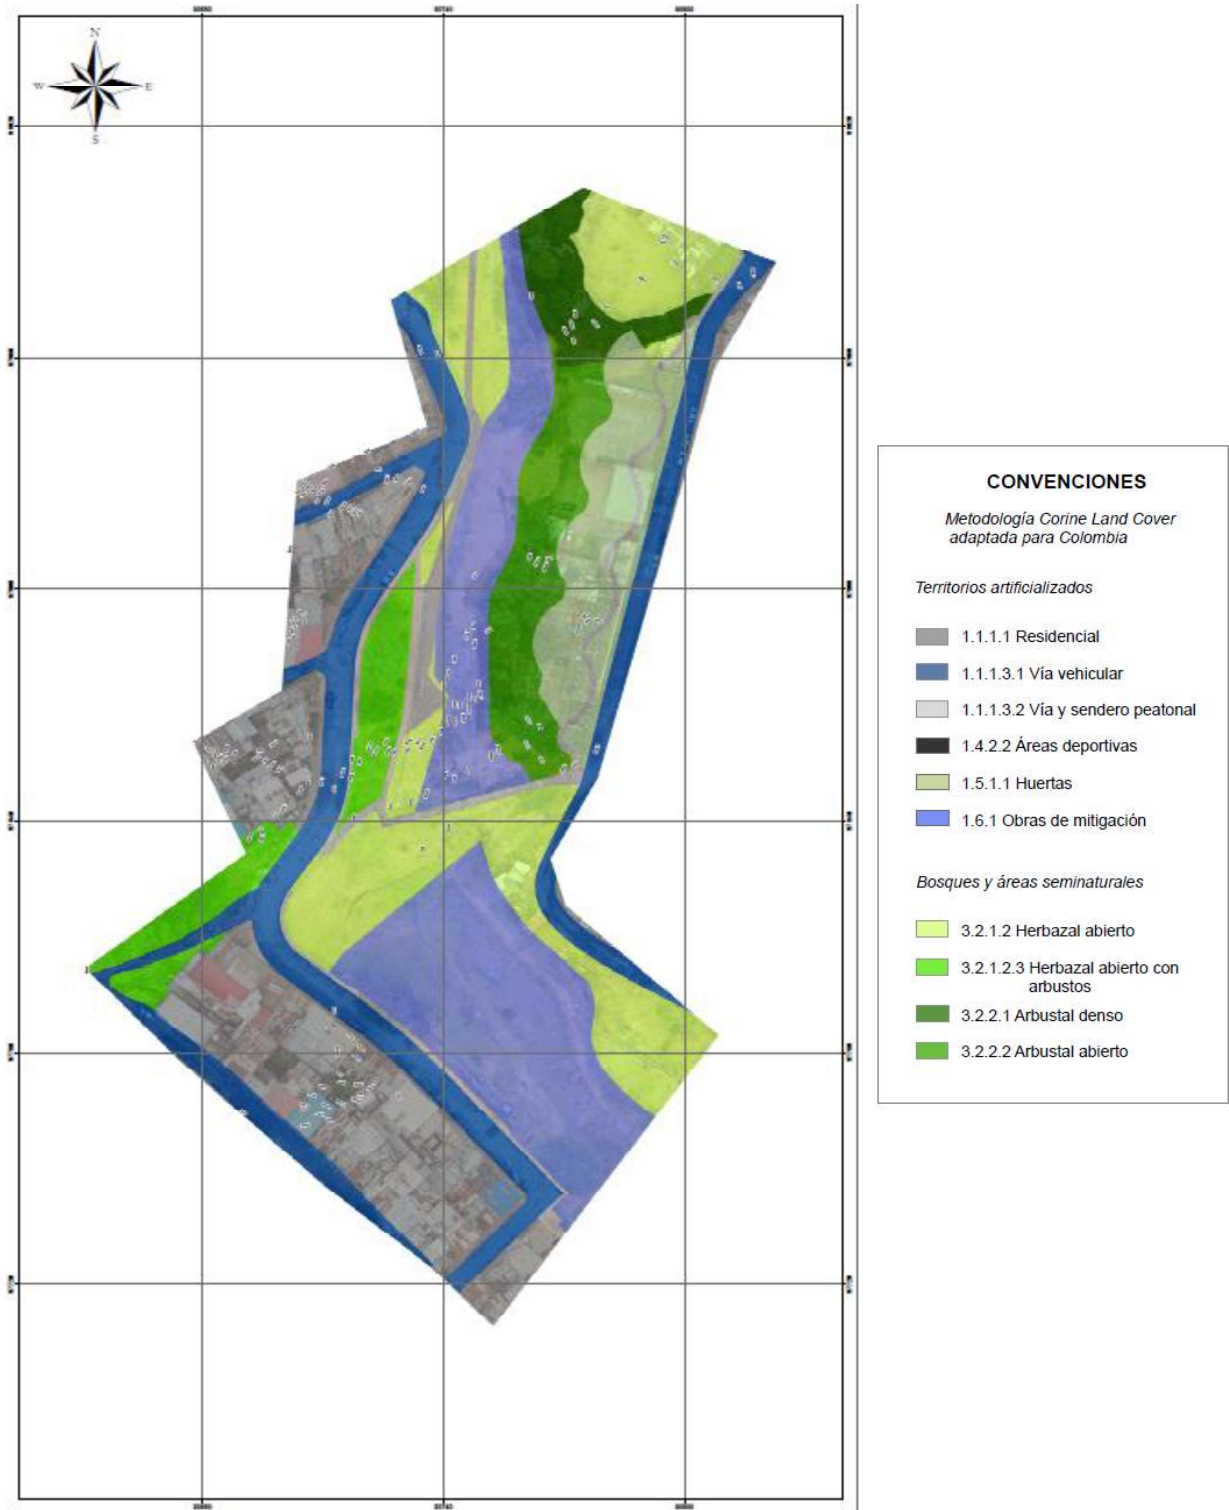 N
W E
S
CONVENCIONES
Metodología Corine Land Cover
adaptada para Colombia
Territorios artificializados
1.1.1.1 Residencial
1.1.1.3.1 Vía vehicular
1.1.1.3.2 Vía y sendero peatonal
1.4.2.2 Áreas deportivas
1.5.1.1 Huertas
1.6.1 Obras de mitigación
Bosques y áreas seminaturales
3.2.1.2 Herbazal abierto
3.2.1.2.3 Herbazal abierto con
arbustos
3.2.2.1 Arbustal denso
3.2.2.2 Arbustal abierto